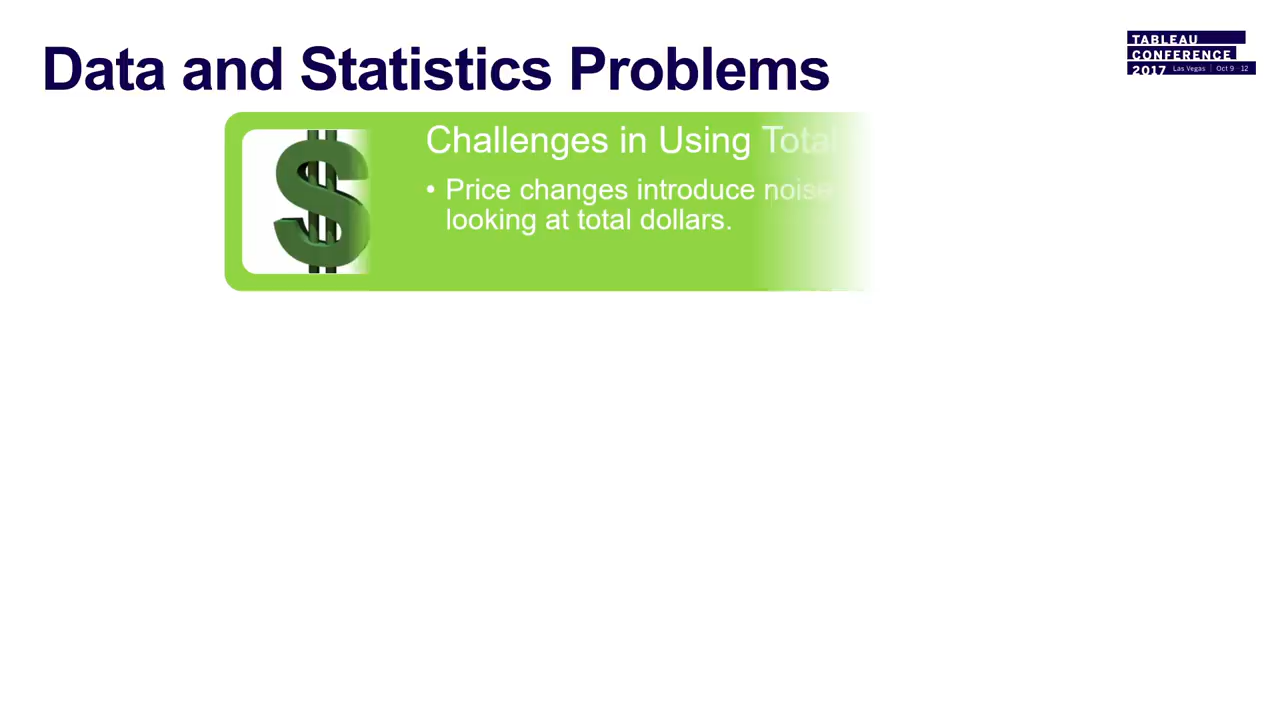 Data and Statistics Problems
TABLEAU
CONFERENCE
2017 Las Vegas | Oct 9 - 12
Challenges in Using Total
• Price changes introduce noise
looking at total dollars.